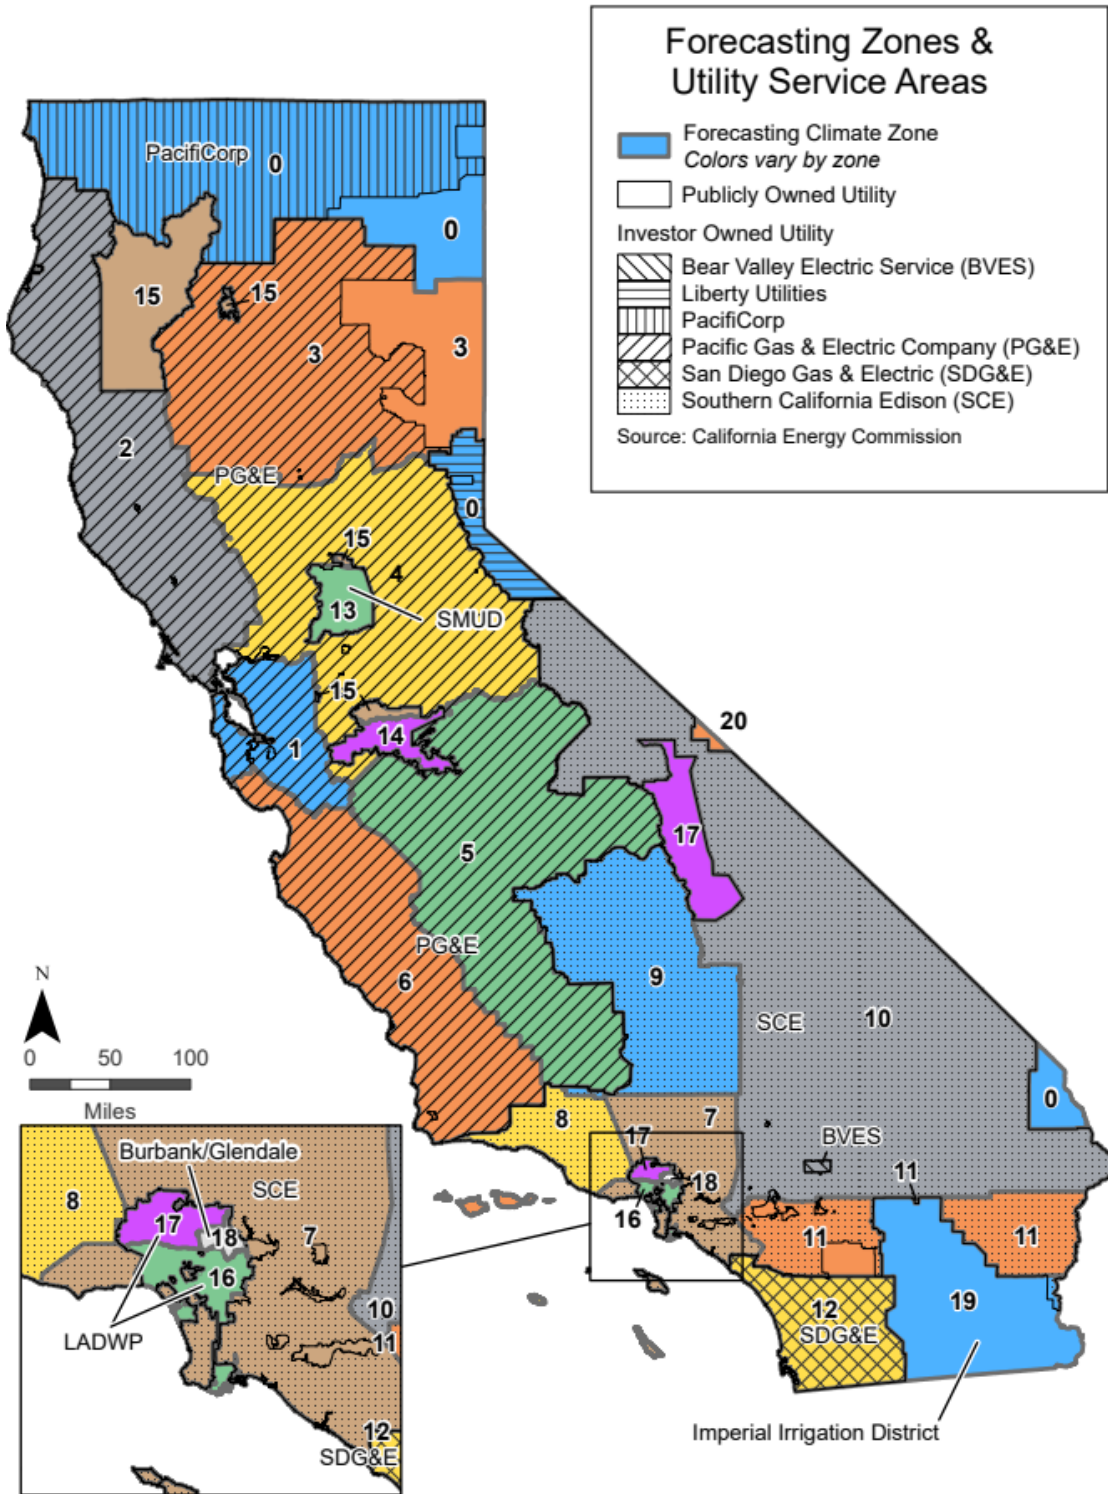 Forecasting Zones &
Utility Service Areas
Forecasting Climate Zone
Colors vary by zone
Publicly Owned Utility
Investor Owned Utility
Bear Valley Electric Service (BVES)
Liberty Utilities
PacifiCorp
Pacific Gas & Electric Company (PG&E)
San Diego Gas & Electric (SDG&E)
Southern California Edison (SCE)
Source: California Energy Commission
PacifiCorp
0
0
15
15
3
3
2
PG&E
0
15
4
13
SMUD
15
20
14
1
17
5
PG&E
6
9
SCE
10
N
0 50 100
Miles
0
8
7
BVES
17
18
11
16
11
11
12
SDG&E
19
Imperial Irrigation District
Burbank/Glendale
SCE
8
17
18
7
16
10
LADWP
11
12
SDG&E